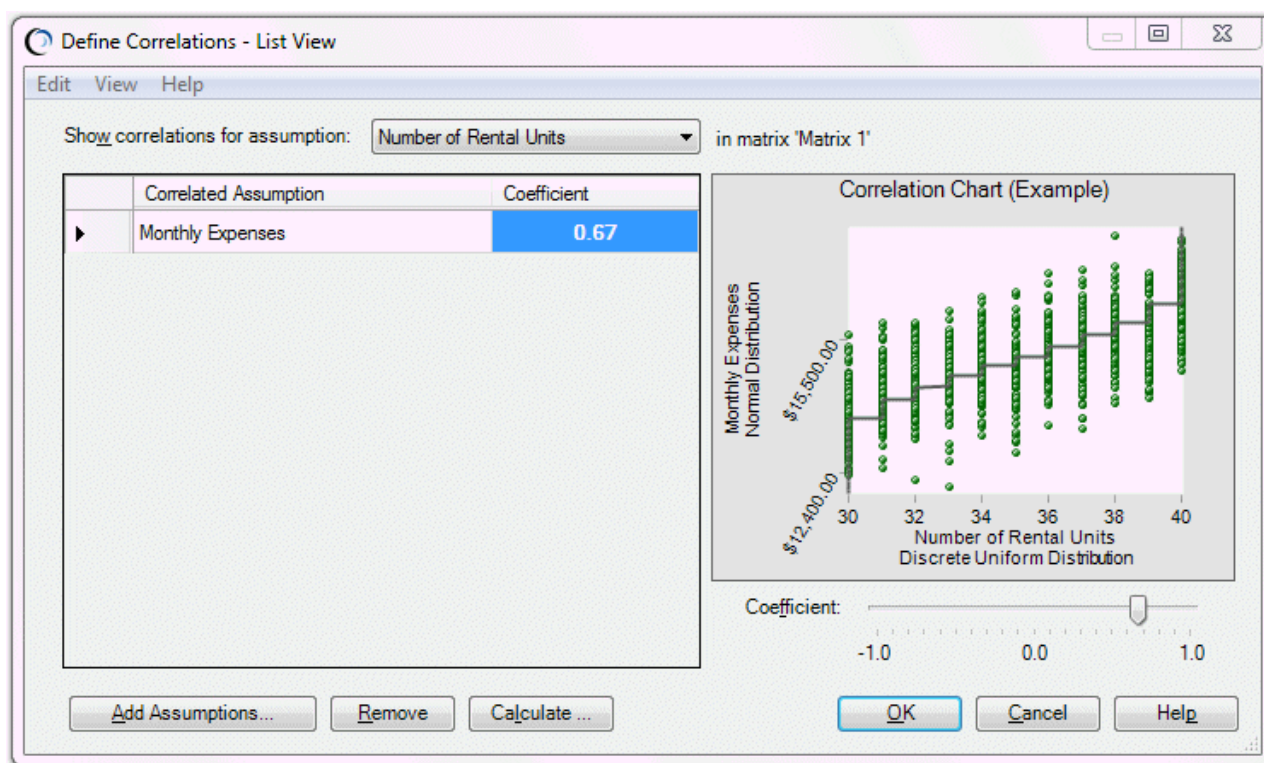 Define Correlations - List View
Edit View Help
Show correlations for assumption: Number of Rental Units in matrix 'Matrix 1'
Correlated Assumption Coefficient
Monthly Expenses 0.67
Correlation Chart (Example)
Monthly Expenses
Normal Distribution
$15,500.00
$12,400.00
30 32 34 36 38 40
Number of Rental Units
Discrete Uniform Distribution
Coefficient:
-1.0 0.0 1.0
Add Assumptions... Remove Calculate ... OK Cancel Help